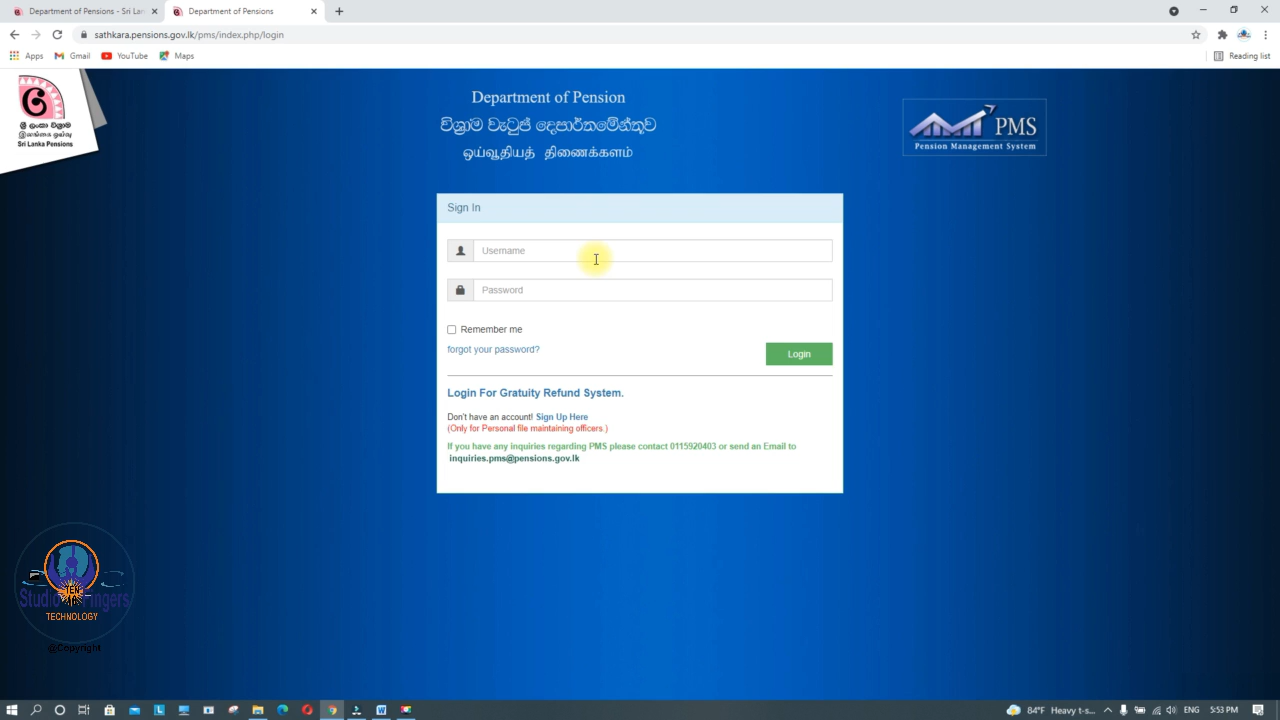 Department of Pensions - Sri Lan
Department of Pensions
sathkara.pensions.gov.lk/pms/index.php/login
Apps
Gmail
YouTube
Maps
Reading list
ශ්‍රී ලංකා විශ්‍රාම
இலங்கை ஓய்வு
Sri Lanka Pensions
Department of Pension
විශ්‍රාම වැටුප් දෙපාර්තමේන්තුව
ஓய்வூதியத் திணைக்களம்
PMS
Pension Management System
Sign In
Username
Password
Remember me
forgot your password?
Login
Login For Gratuity Refund System.
Don't have an account! Sign Up Here
(Only for Personal file maintaining officers.)
If you have any inquiries regarding PMS please contact 0115920403 or send an Email to
inquiries.pms@pensions.gov.lk
TEN
Studio Fingers
TECHNOLOGY
@Copyright
84°F Heavy t-s...
ENG
5:53 PM